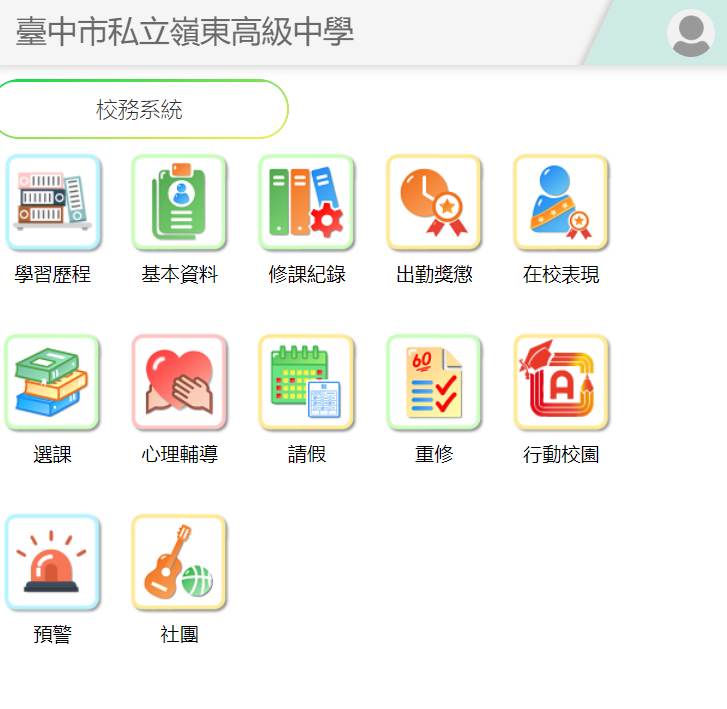 臺中市私立嶺東高級中學
校務系統
學習歷程
基本資料
修課紀錄
出勤獎懲
在校表現
選課
心理輔導
請假
60
重修
A
行動校園
預警
社團